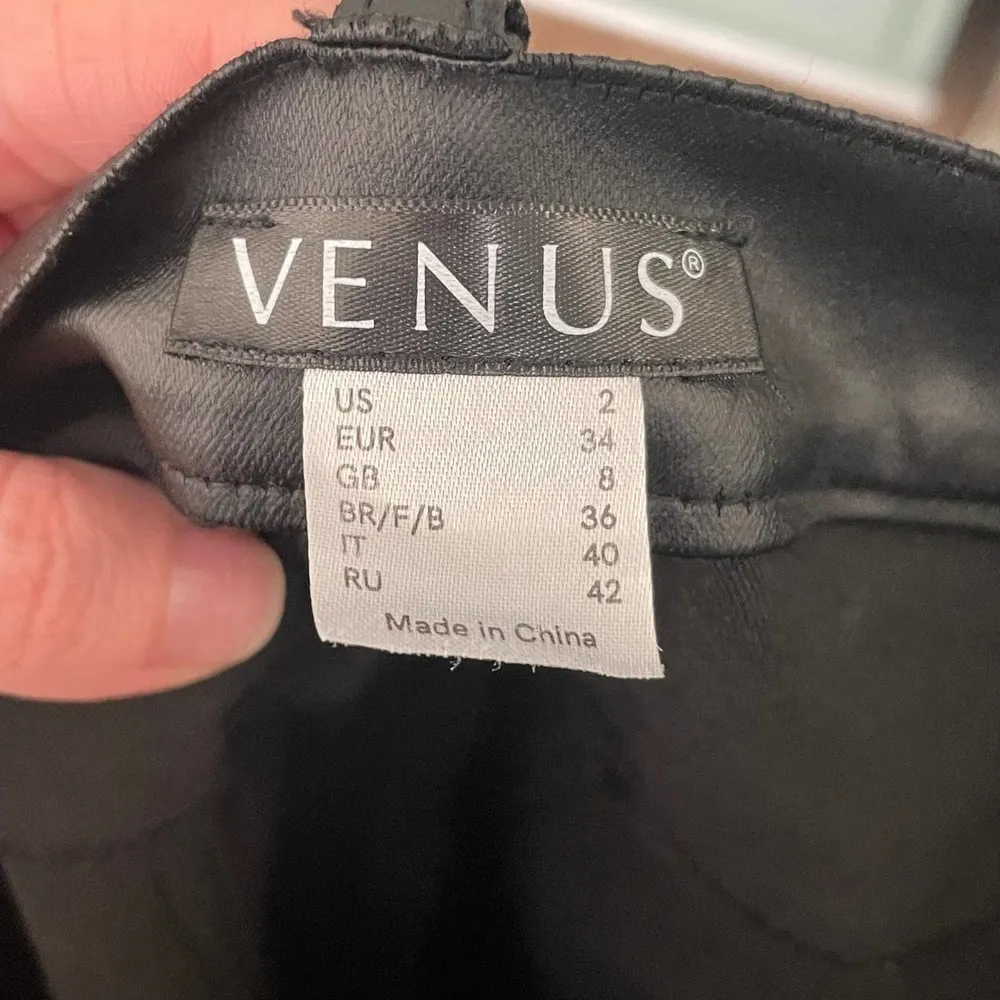 VENUS®
US 2
EUR 34
GB 8
BR/F/B 36
IT 40
RU 42
Made in China